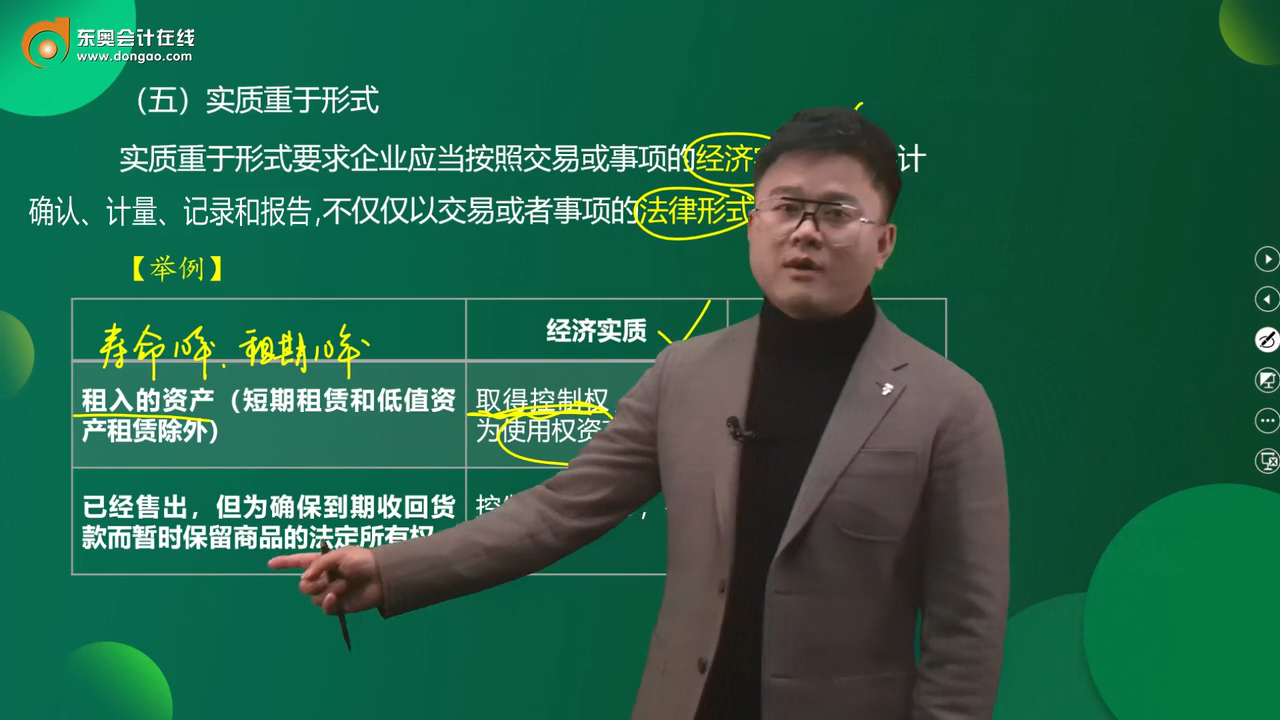 东奥会计在线
www.dongao.com
（五）实质重于形式
实质重于形式要求企业应当按照交易或事项的经济 计
确认、计量、记录和报告,不仅仅以交易或者事项的法律形式
【举例】
寿命10年、租期10年
经济实质
租入的资产（短期租赁和低值资
产租赁除外）
取得控制权
为使用权资
已经售出，但为确保到期收回货
款而暂时保留商品的法定所有权